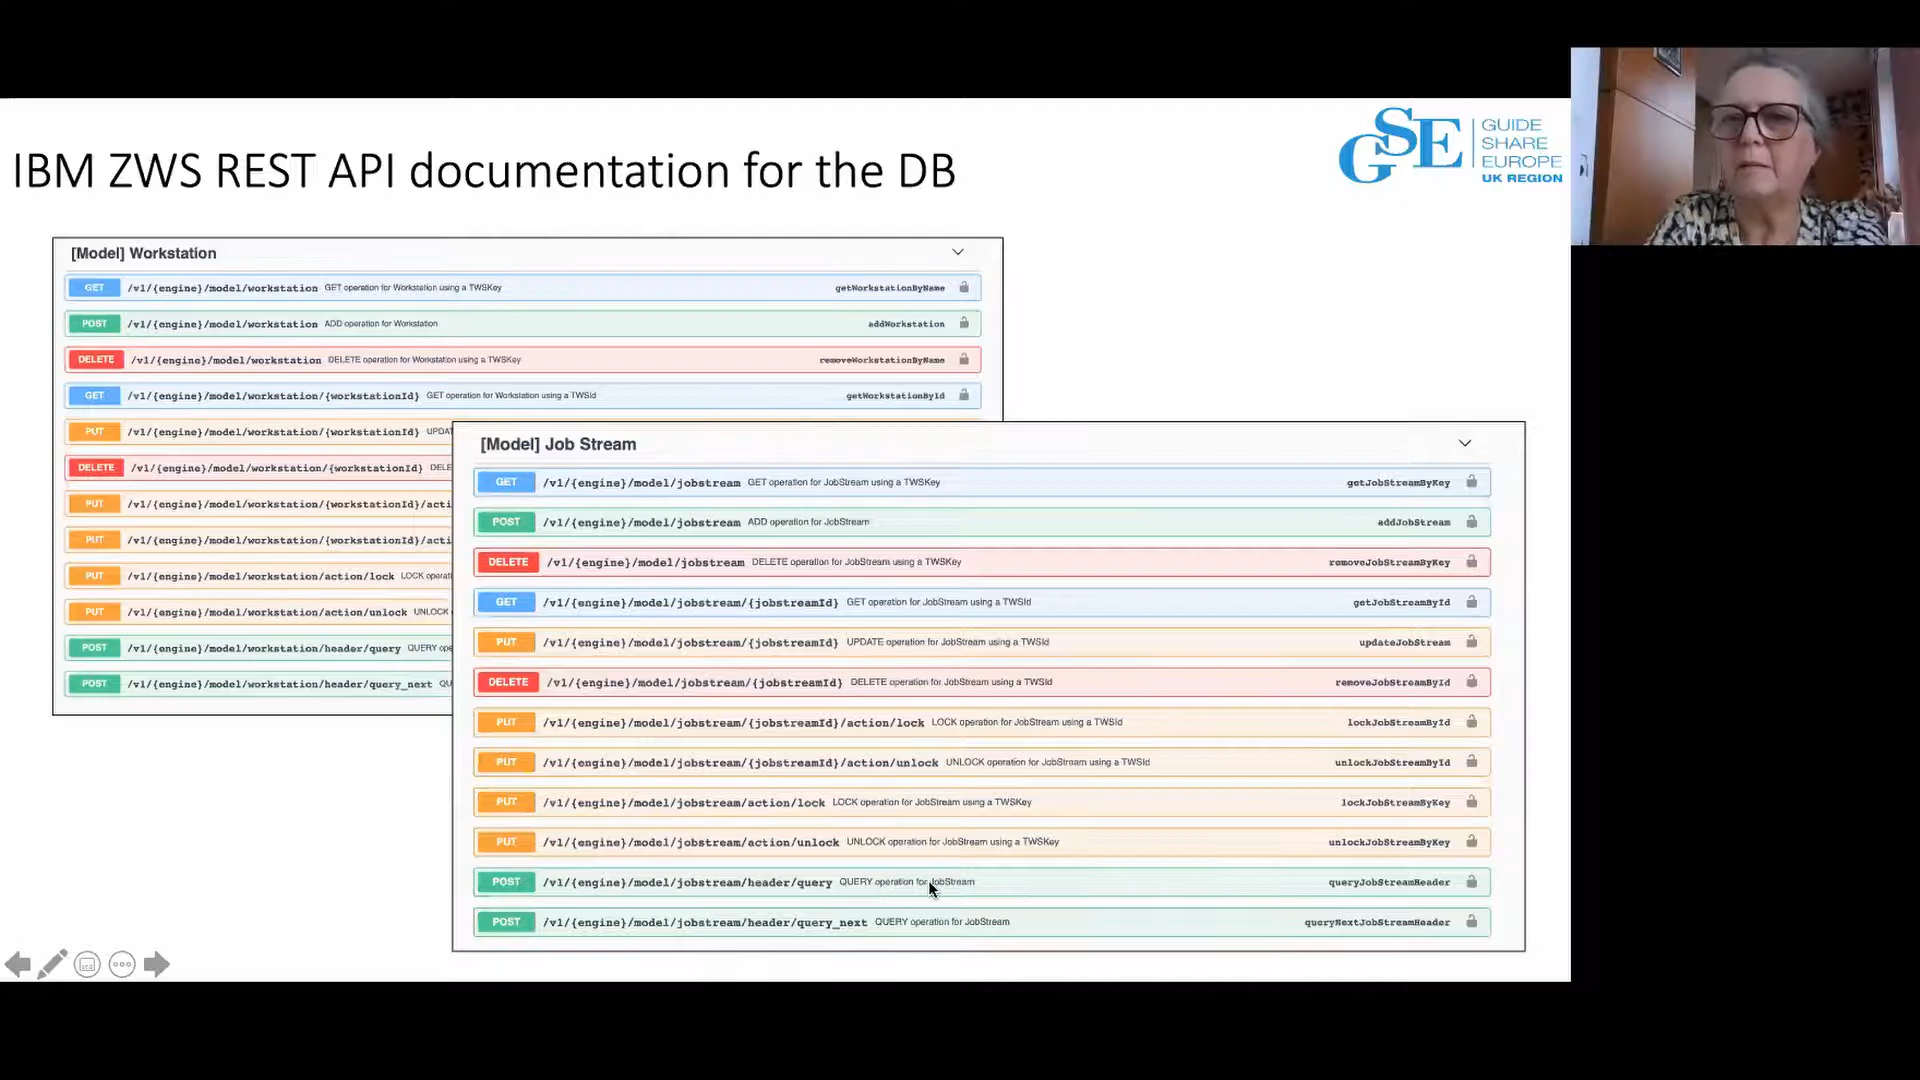 IBM ZWS REST API documentation for the DB
GSE
GUIDE
SHARE
EUROPE
UK REGION
[Model] Workstation
GET /v1/{engine}/model/workstation GET operation for Workstation using a TWSKey getWorkstationByName
POST /v1/{engine}/model/workstation ADD operation for Workstation addWorkstation
DELETE /v1/{engine}/model/workstation DELETE operation for Workstation using a TWSKey removeWorkstationByName
GET /v1/{engine}/model/workstation/{workstationId} GET operation for Workstation using a TWSId getWorkstationById
PUT /v1/{engine}/model/workstation/{workstationId} UPDAT
DELETE /v1/{engine}/model/workstation/{workstationId} DELE
PUT /v1/{engine}/model/workstation/{workstationId}/acti
PUT /v1/{engine}/model/workstation/{workstationId}/acti
PUT /v1/{engine}/model/workstation/action/lock LOCK operati
PUT /v1/{engine}/model/workstation/action/unlock UNLOCK
POST /v1/{engine}/model/workstation/header/query QUERY ope
POST /v1/{engine}/model/workstation/header/query_next QU
[Model] Job Stream
GET /v1/{engine}/model/jobstream GET operation for JobStream using a TWSKey getJobStreamByKey
POST /v1/{engine}/model/jobstream ADD operation for JobStream addJobStream
DELETE /v1/{engine}/model/jobstream DELETE operation for JobStream using a TWSKey removeJobStreamByKey
GET /v1/{engine}/model/jobstream/{jobstreamId} GET operation for JobStream using a TWSId getJobStreamById
PUT /v1/{engine}/model/jobstream/{jobstreamId} UPDATE operation for JobStream using a TWSId updateJobStream
DELETE /v1/{engine}/model/jobstream/{jobstreamId} DELETE operation for JobStream using a TWSId removeJobStreamById
PUT /v1/{engine}/model/jobstream/{jobstreamId}/action/lock LOCK operation for JobStream using a TWSId lockJobStreamById
PUT /v1/{engine}/model/jobstream/{jobstreamId}/action/unlock UNLOCK operation for JobStream using a TWSId unlockJobStreamById
PUT /v1/{engine}/model/jobstream/action/lock LOCK operation for JobStream using a TWSKey lockJobStreamByKey
PUT /v1/{engine}/model/jobstream/action/unlock UNLOCK operation for JobStream using a TWSKey unlockJobStreamByKey
POST /v1/{engine}/model/jobstream/header/query QUERY operation for JobStream queryJobStreamHeader
POST /v1/{engine}/model/jobstream/header/query_next QUERY operation for JobStream queryNextJobStreamHeader